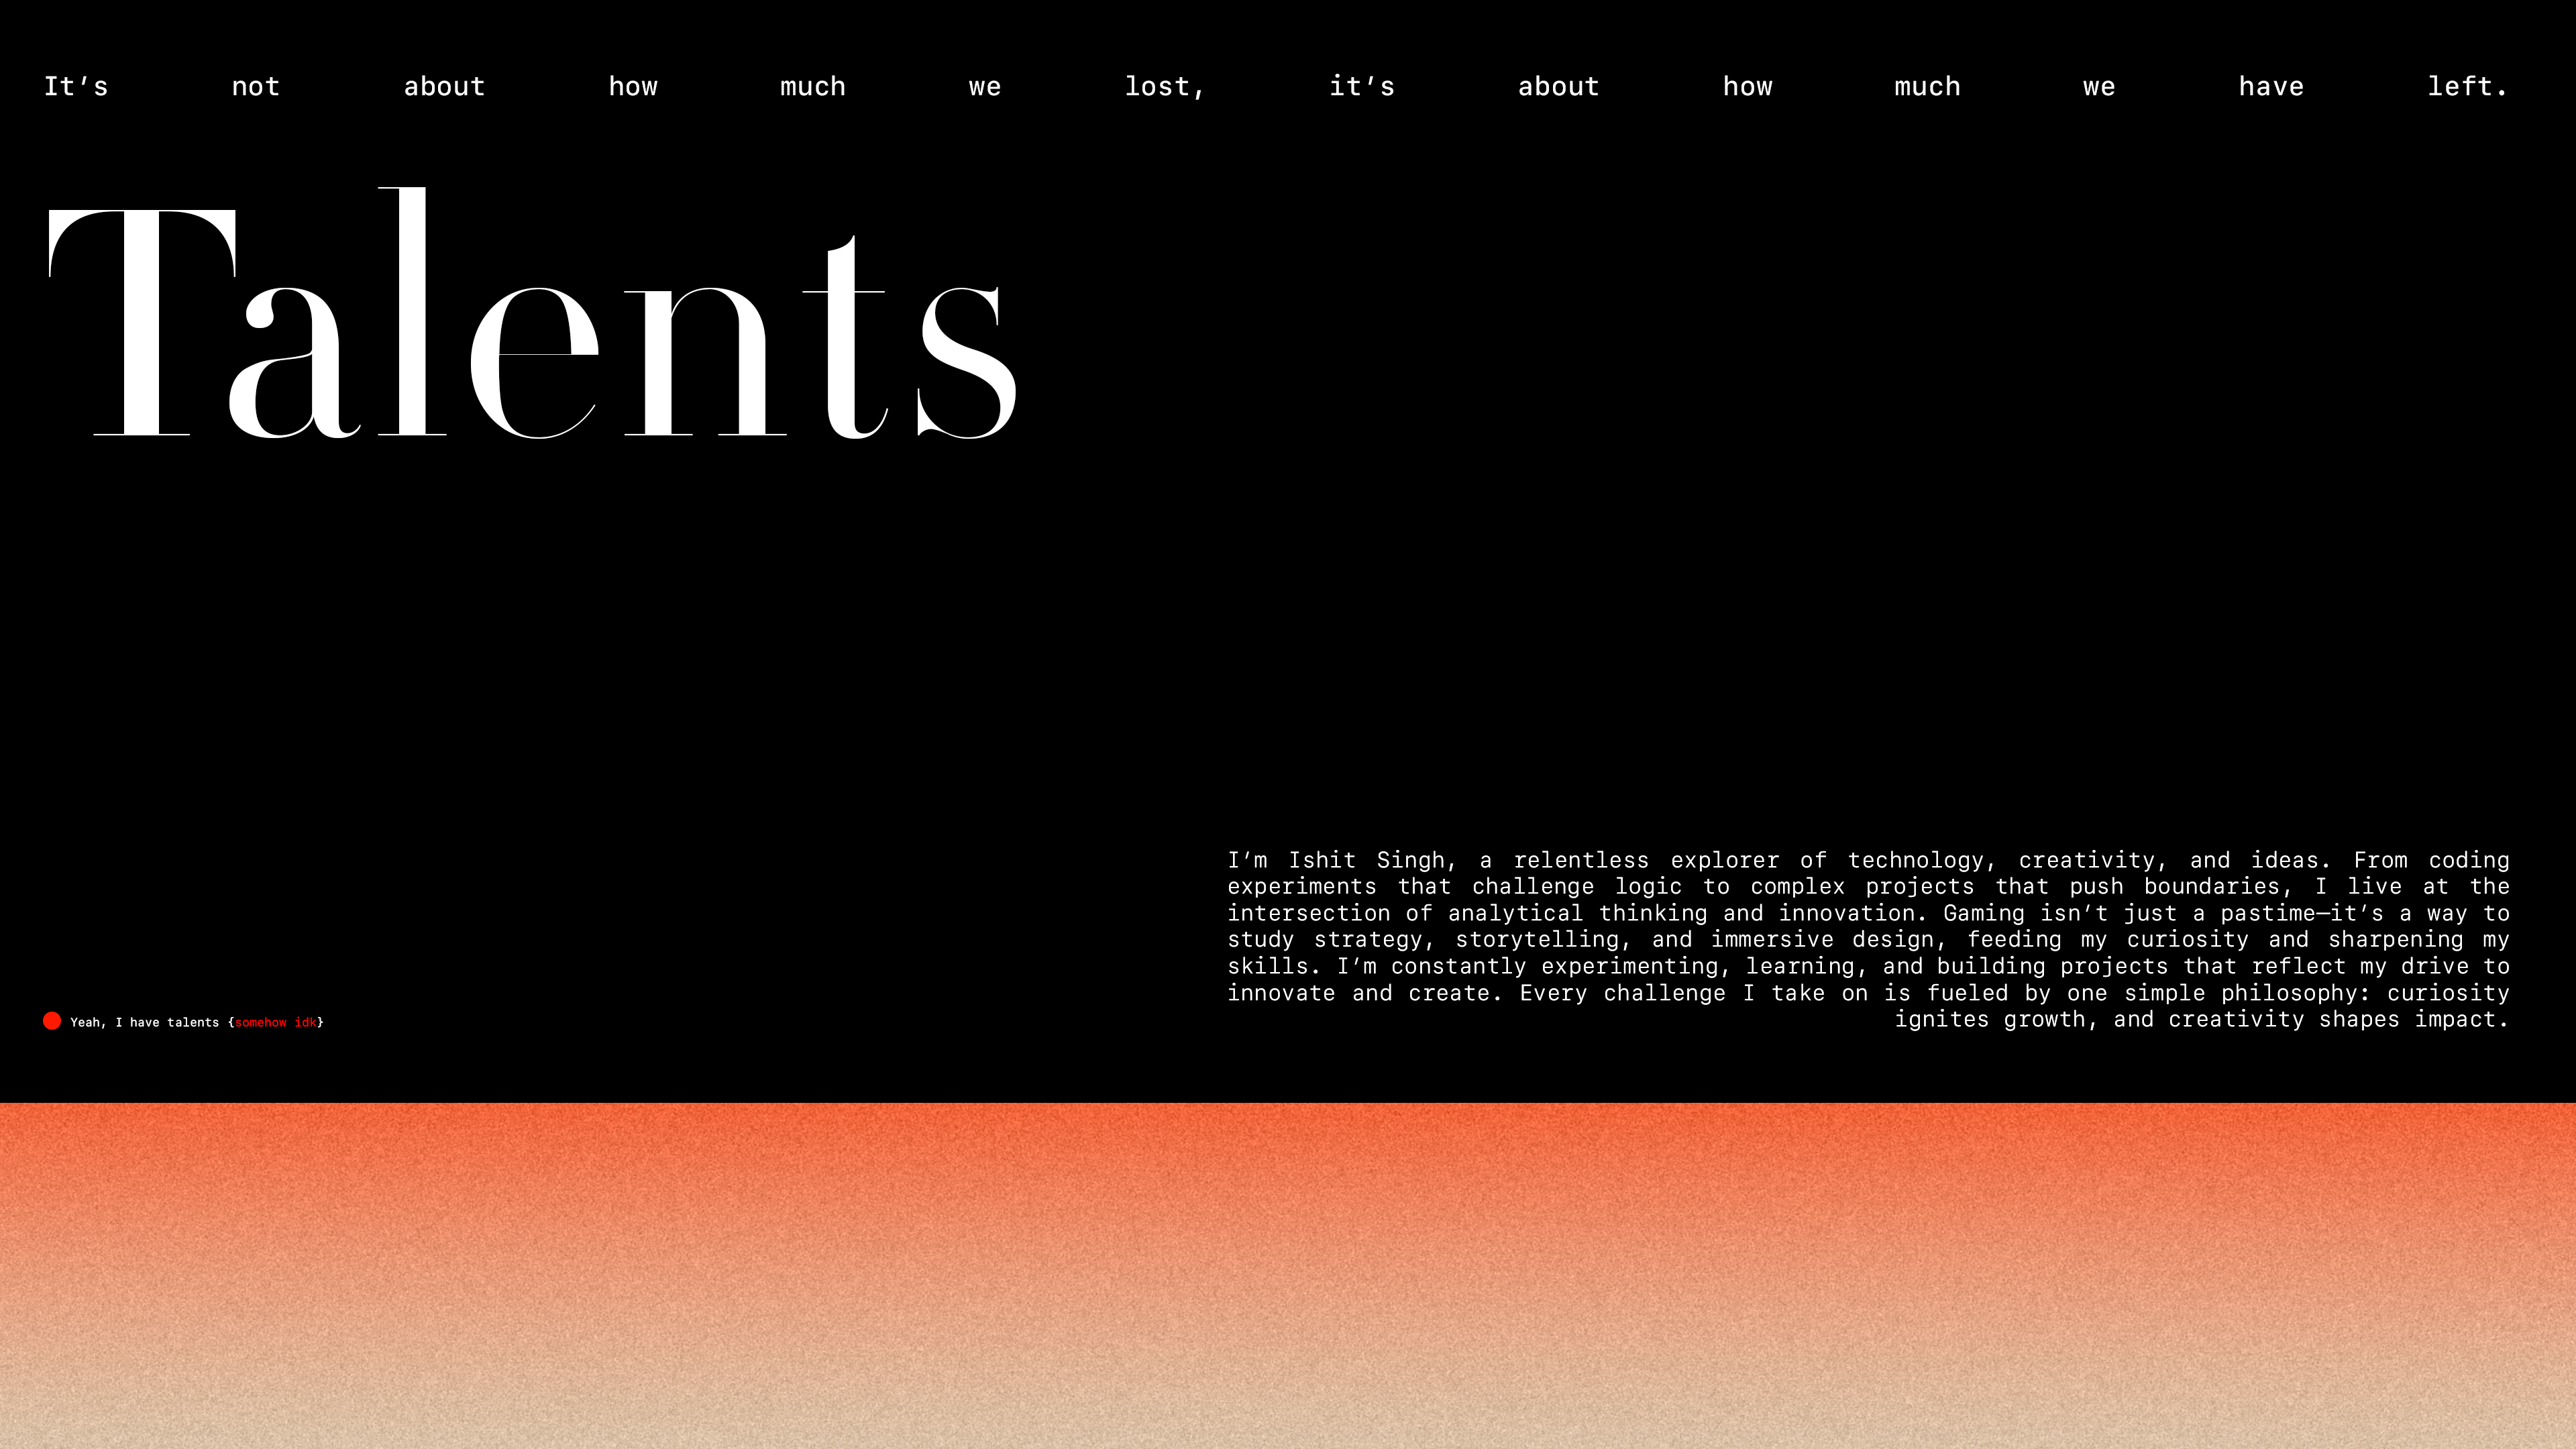 It’s not about how much we lost, it’s about how much we have left.
Talents
I’m Ishit Singh, a relentless explorer of technology, creativity, and ideas. From coding
experiments that challenge logic to complex projects that push boundaries, I live at the
intersection of analytical thinking and innovation. Gaming isn’t just a pastime—it’s a way to
study strategy, storytelling, and immersive design, feeding my curiosity and sharpening my
skills. I’m constantly experimenting, learning, and building projects that reflect my drive to
innovate and create. Every challenge I take on is fueled by one simple philosophy: curiosity
ignites growth, and creativity shapes impact.
Yeah, I have talents {somehow idk}